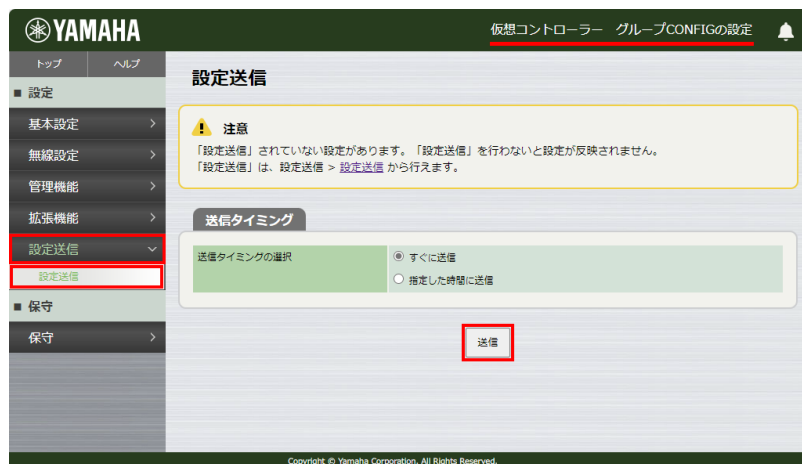 YAMAHA
仮想コントローラー グループCONFIGの設定
トップ ヘルプ
■ 設定
基本設定
無線設定
管理機能
拡張機能
設定送信
設定送信
■ 保守
保守
設定送信
注意
「設定送信」されていない設定があります。「設定送信」を行わないと設定が反映されません。
「設定送信」は、設定送信 > 設定送信 から行えます。
送信タイミング
送信タイミングの選択
すぐに送信
指定した時間に送信
送信
Copyright © Yamaha Corporation. All Rights Reserved.